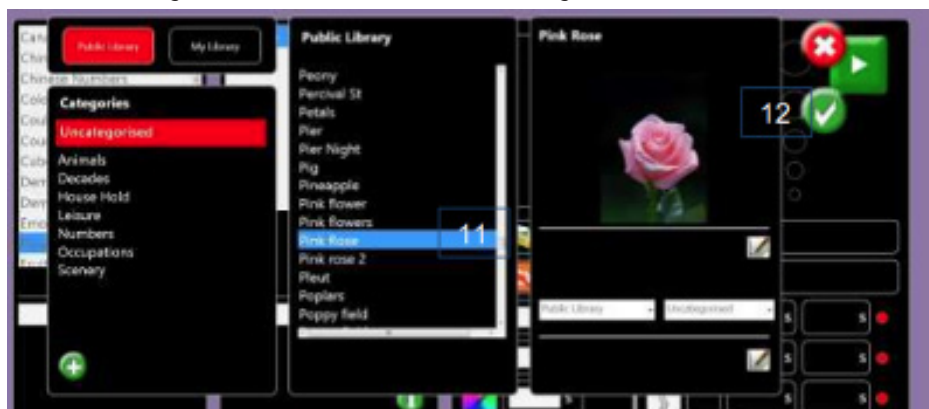 Public Library
My Library
Chinese Numbers
Categories
Uncategorised
Animals
Decades
House Hold
Leisure
Numbers
Occupations
Scenery
Public Library
Peony
Percival St
Petals
Pier
Pier Night
Pig
Pineapple
Pink flower
Pink flowers
Pink Rose
Pink rose 2
Pleut
Poplars
Poppy field
11
Pink Rose
12
Public Library
Uncategorised
s
s
s
s
s
s
s